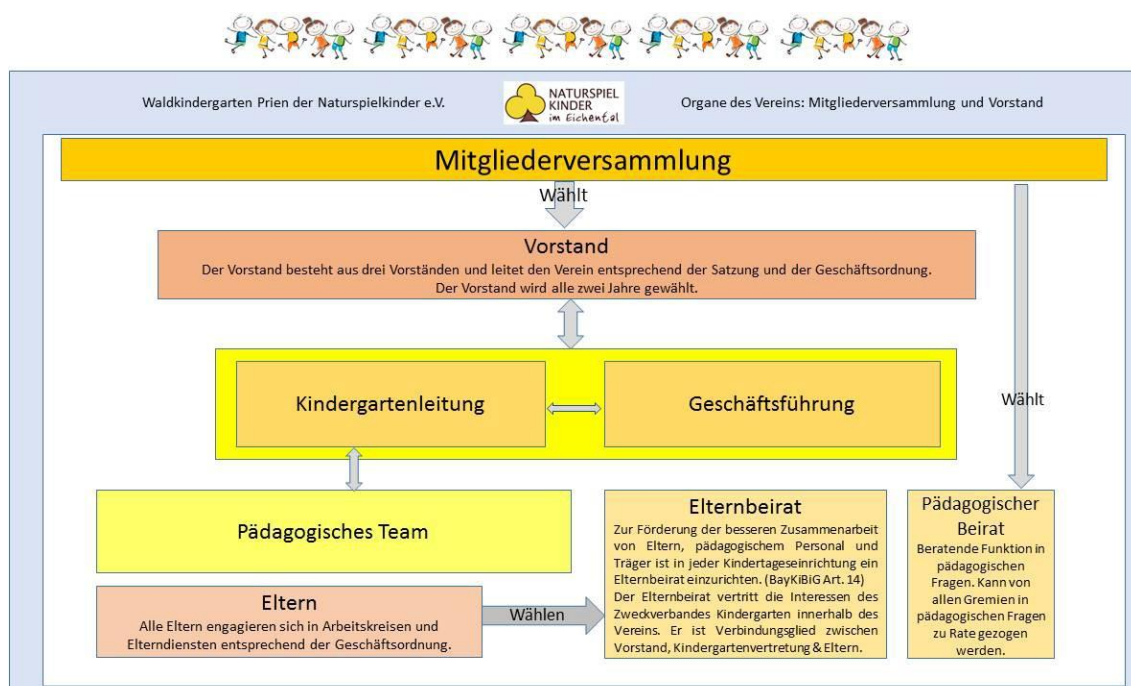 Waldkindergarten Prien der Naturspielkinder e.V.
NATURSPIEL
KINDER
im Eichental
Organe des Vereins: Mitgliederversammlung und Vorstand
Mitgliederversammlung
Wählt
Vorstand
Der Vorstand besteht aus drei Vorständen und leitet den Verein entsprechend der Satzung und der Geschäftsordnung.
Der Vorstand wird alle zwei Jahre gewählt.
Kindergartenleitung
Geschäftsführung
Wählt
Pädagogisches Team
Eltern
Alle Eltern engagieren sich in Arbeitskreisen und
Elterndiensten entsprechend der Geschäftsordnung.
Wählen
Elternbeirat
Zur Förderung der besseren Zusammenarbeit
von Eltern, pädagogischem Personal und
Träger ist in jeder Kindertageseinrichtung ein
Elternbeirat einzurichten. (BayKiBiG Art. 14)
Der Elternbeirat vertritt die Interessen des
Zweckverbandes Kindergarten innerhalb des
Vereins. Er ist Verbindungsglied zwischen
Vorstand, Kindergartenvertretung & Eltern.
Pädagogischer
Beirat
Beratende Funktion in
pädagogischen
Fragen. Kann von
allen Gremien in
pädagogischen Fragen
zu Rate gezogen
werden.